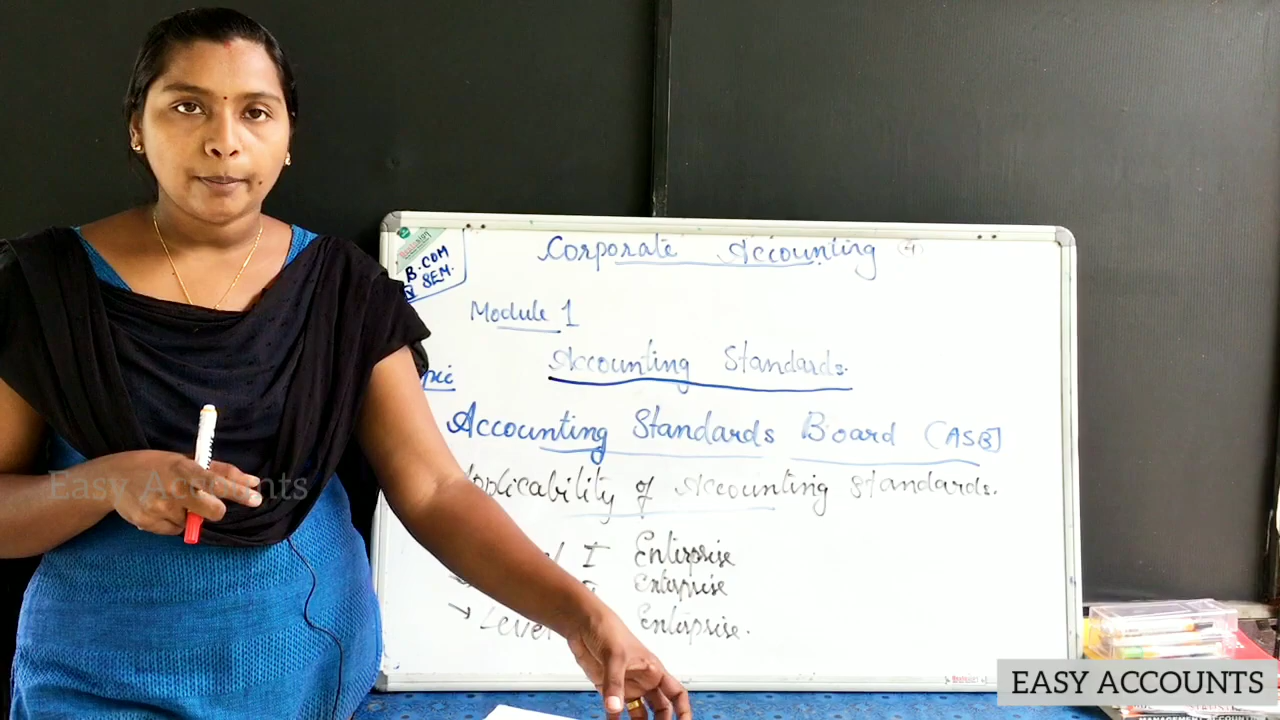 B.COM
IV SEM.
Corporate Accounting
Module 1
Accounting Standards.
Accounting Standards Board (ASB)
Applicability of Accounting Standards.
I Enterprise
Enterprise
→ Level Enterprise.
Easy Accounts
EASY ACCOUNTS